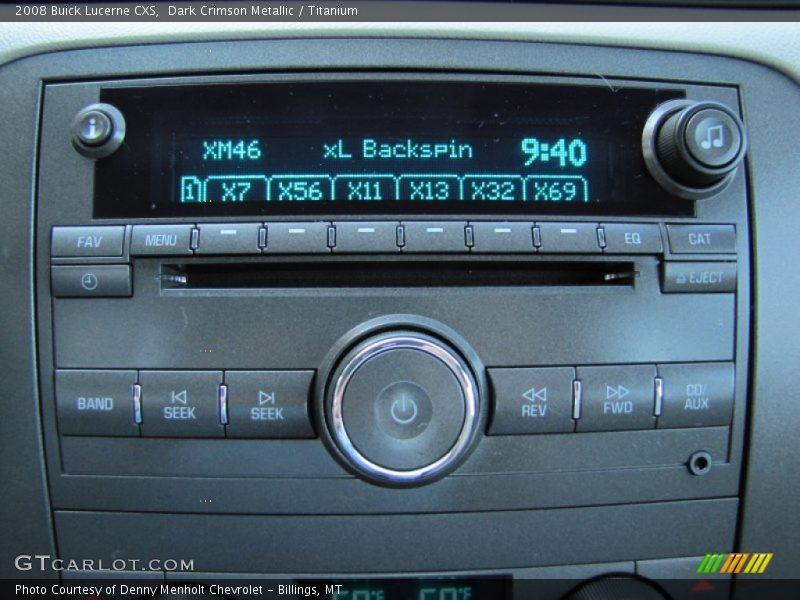 2008 Buick Lucerne CXS,  Dark Crimson Metallic / Titanium
i
XM46 xL Backspin 9:40
1 X7 X56 X11 X13 X32 X69
FAV MENU EQ CAT
EJECT
BAND SEEK SEEK REV FWD CD/ AUX
GTCARLOT.COM
Photo Courtesy of Denny Menholt Chevrolet - Billings, MT